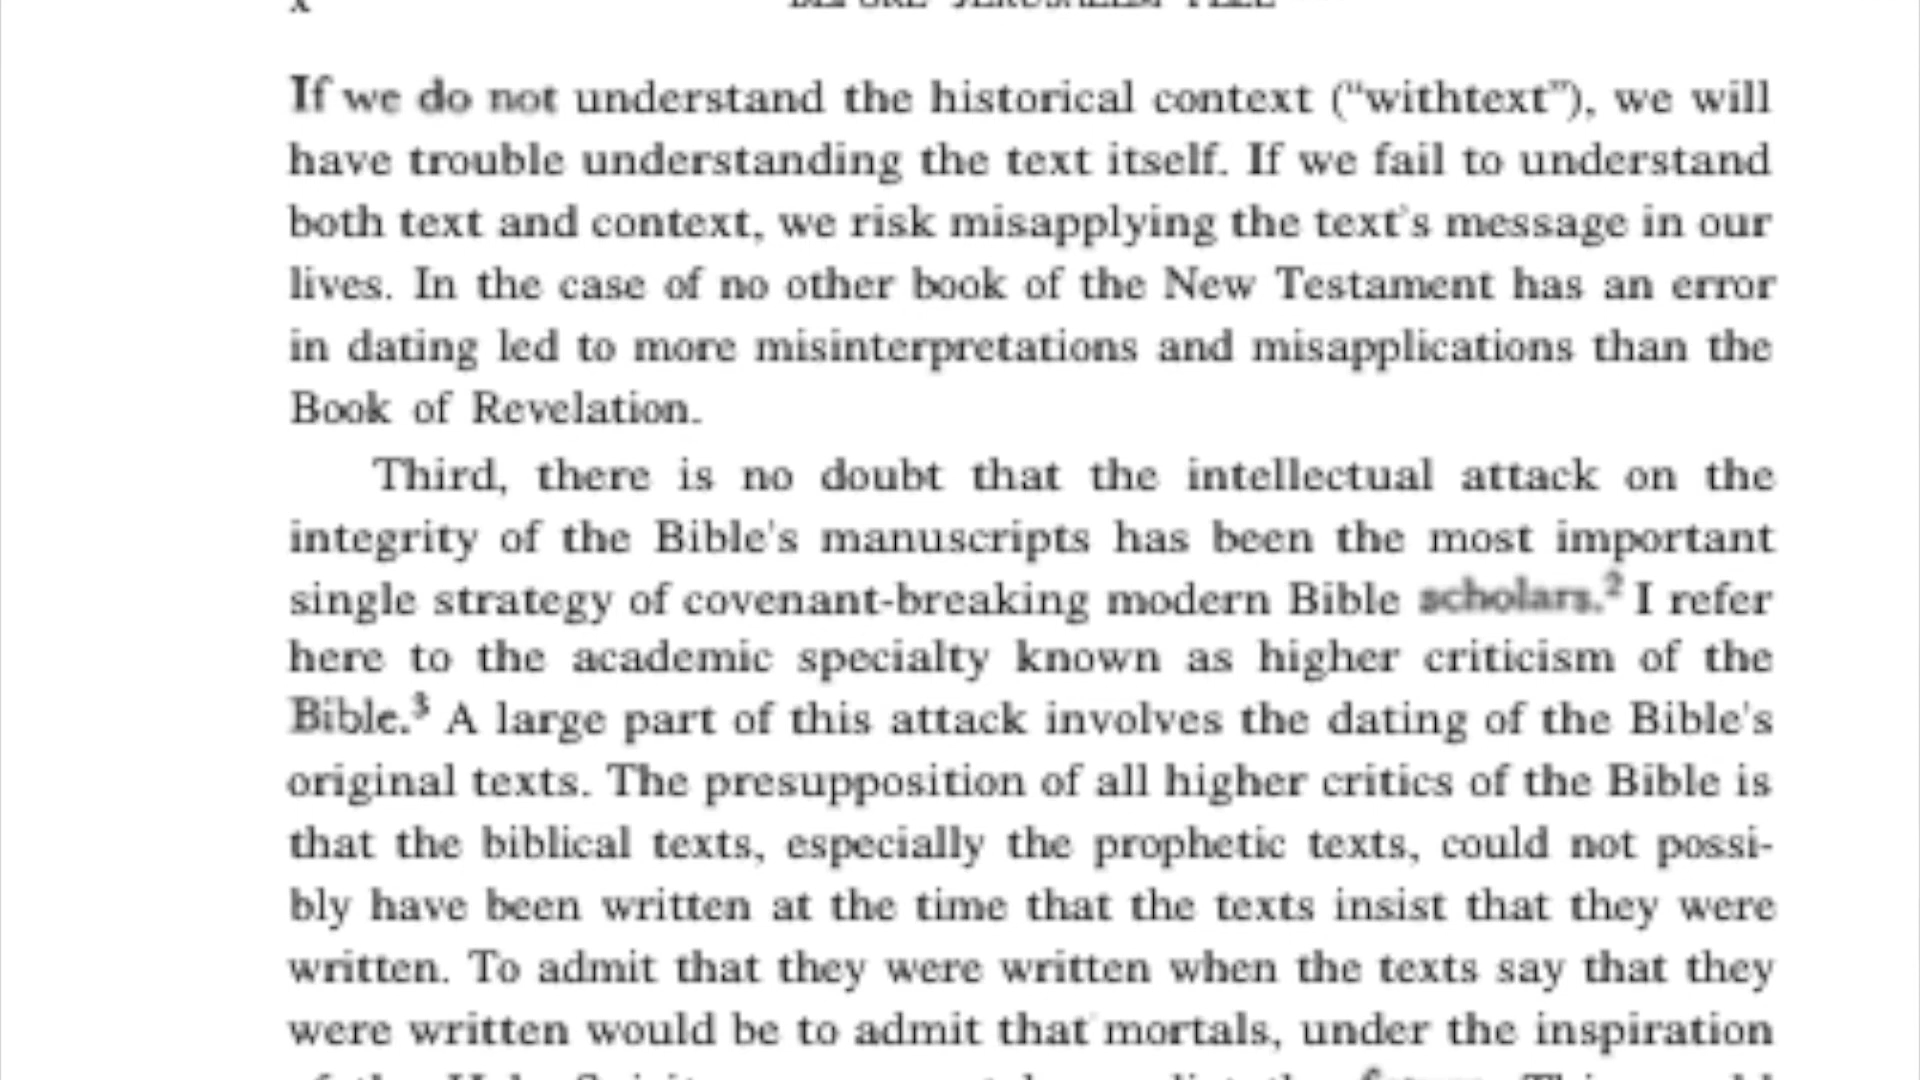 If we do not understand the historical context (“withtext”), we will
have trouble understanding the text itself. If we fail to understand
both text and context, we risk misapplying the text's message in our
lives. In the case of no other book of the New Testament has an error
in dating led to more misinterpretations and misapplications than the
Book of Revelation.
Third, there is no doubt that the intellectual attack on the
integrity of the Bible's manuscripts has been the most important
single strategy of covenant-breaking modern Bible scholars.² I refer
here to the academic specialty known as higher criticism of the
Bible.³ A large part of this attack involves the dating of the Bible's
original texts. The presupposition of all higher critics of the Bible is
that the biblical texts, especially the prophetic texts, could not possi-
bly have been written at the time that the texts insist that they were
written. To admit that they were written when the texts say that they
were written would be to admit that mortals, under the inspiration